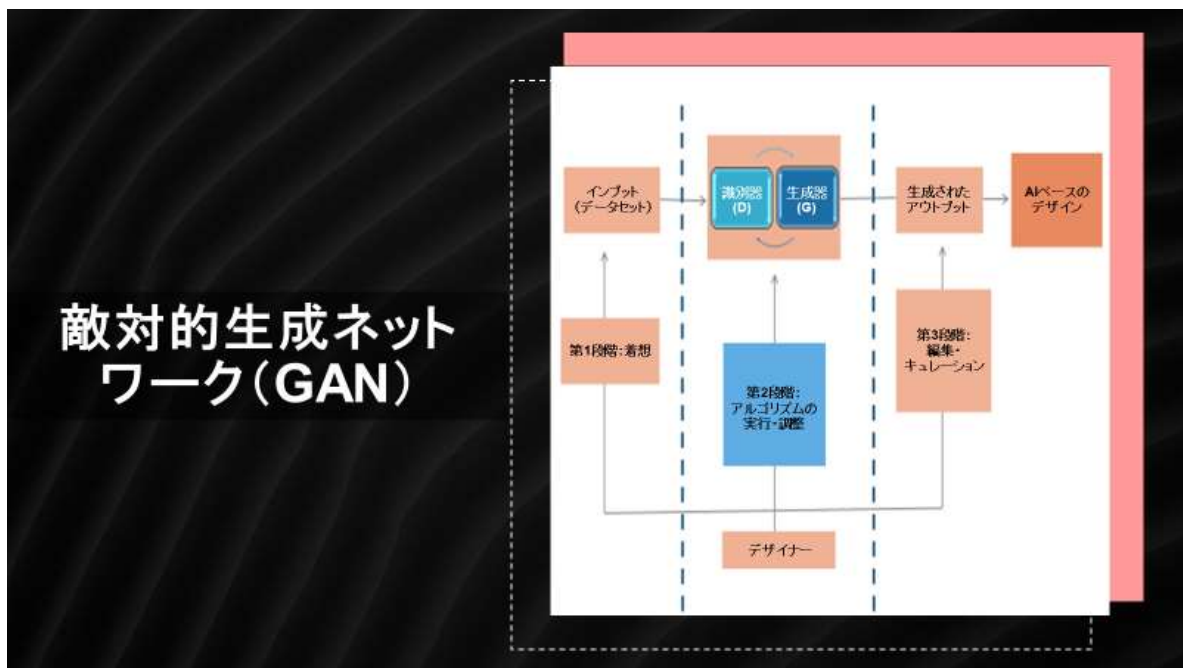 敵対的生成ネット
ワーク(GAN)
インプット
(データセット)
識別器
(D)
生成器
(G)
生成された
アウトプット
AIベースの
デザイン
第1段階:着想
第2段階:
アルゴリズムの
実行・調整
第3段階:
編集・
キュレーション
デザイナー